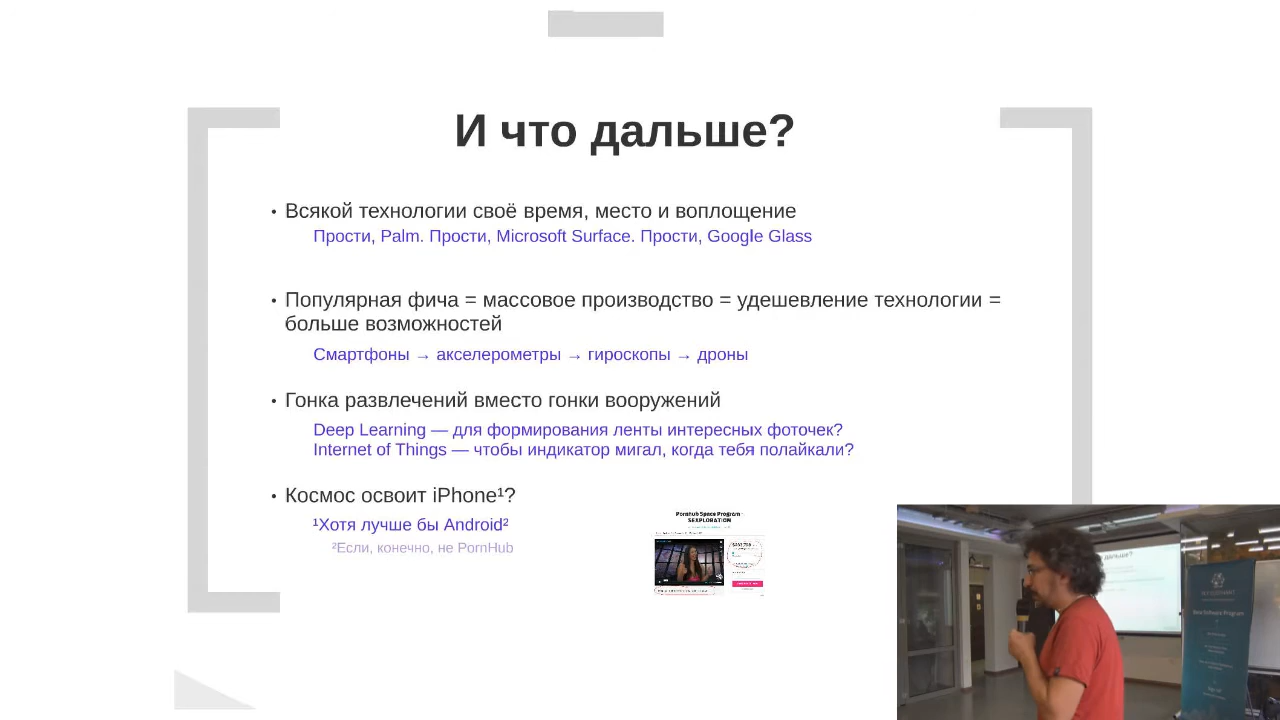 И что дальше?
• Всякой технологии своё время, место и воплощение
Прости, Palm. Прости, Microsoft Surface. Прости, Google Glass
• Популярная фича = массовое производство = удешевление технологии =
больше возможностей
Смартфоны → акселерометры → гироскопы → дроны
• Гонка развлечений вместо гонки вооружений
Deep Learning — для формирования ленты интересных фоточек?
Internet of Things — чтобы индикатор мигал, когда тебя полайкали?
• Космос освоит iPhone¹?
¹Хотя лучше бы Android²
²Если, конечно, не PornHub
Pornhub Space Program -
SEXPLORATION
дальше?